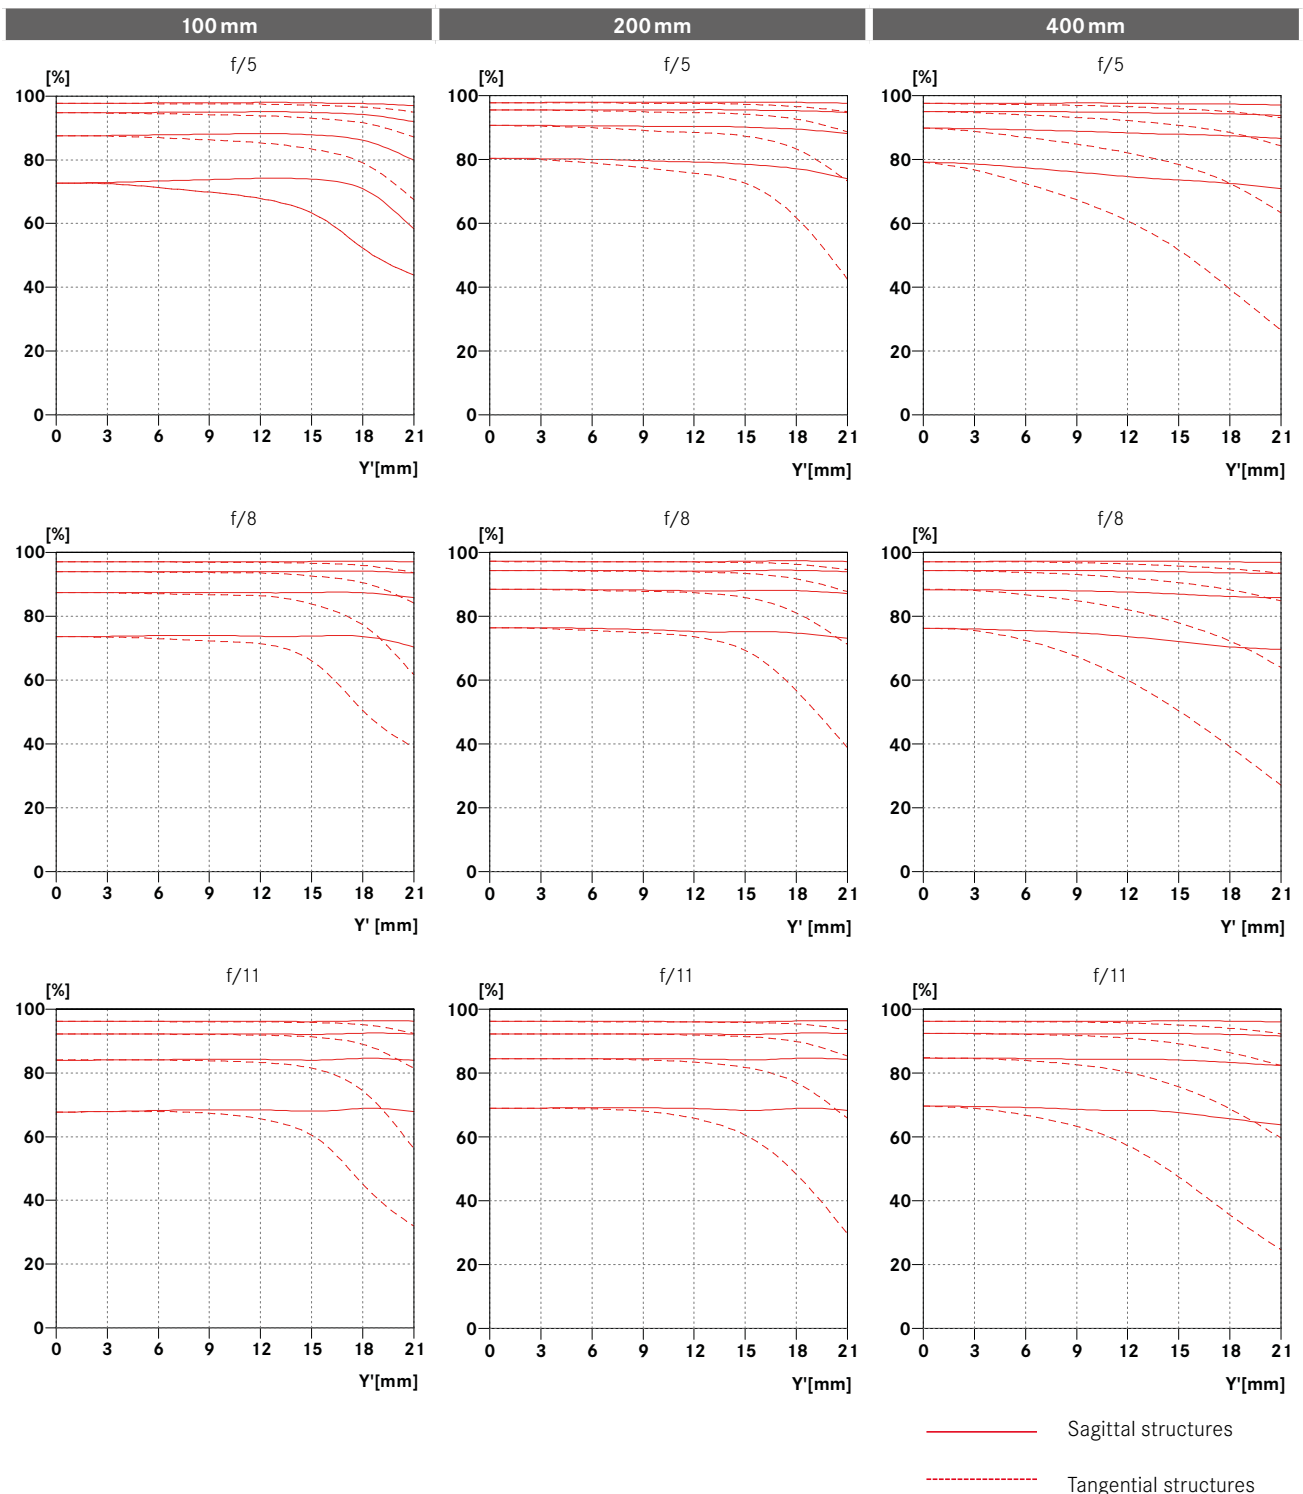 100 mm 200 mm 400 mm
f/5 f/5 f/5
[%] [%] [%]
100 100 100
80 80 80
60 60 60
40 40 40
20 20 20
0 0 0
0 3 6 9 12 15 18 21 0 3 6 9 12 15 18 21 0 3 6 9 12 15 18 21
Y'[mm] Y'[mm] Y'[mm]
f/8 f/8 f/8
[%] [%] [%]
100 100 100
80 80 80
60 60 60
40 40 40
20 20 20
0 0 0
0 3 6 9 12 15 18 21 0 3 6 9 12 15 18 21 0 3 6 9 12 15 18 21
Y' [mm] Y' [mm] Y' [mm]
f/11 f/11 f/11
[%] [%] [%]
100 100 100
80 80 80
60 60 60
40 40 40
20 20 20
0 0 0
0 3 6 9 12 15 18 21 0 3 6 9 12 15 18 21 0 3 6 9 12 15 18 21
Y'[mm] Y'[mm] Y'[mm]
Sagittal structures
Tangential structures